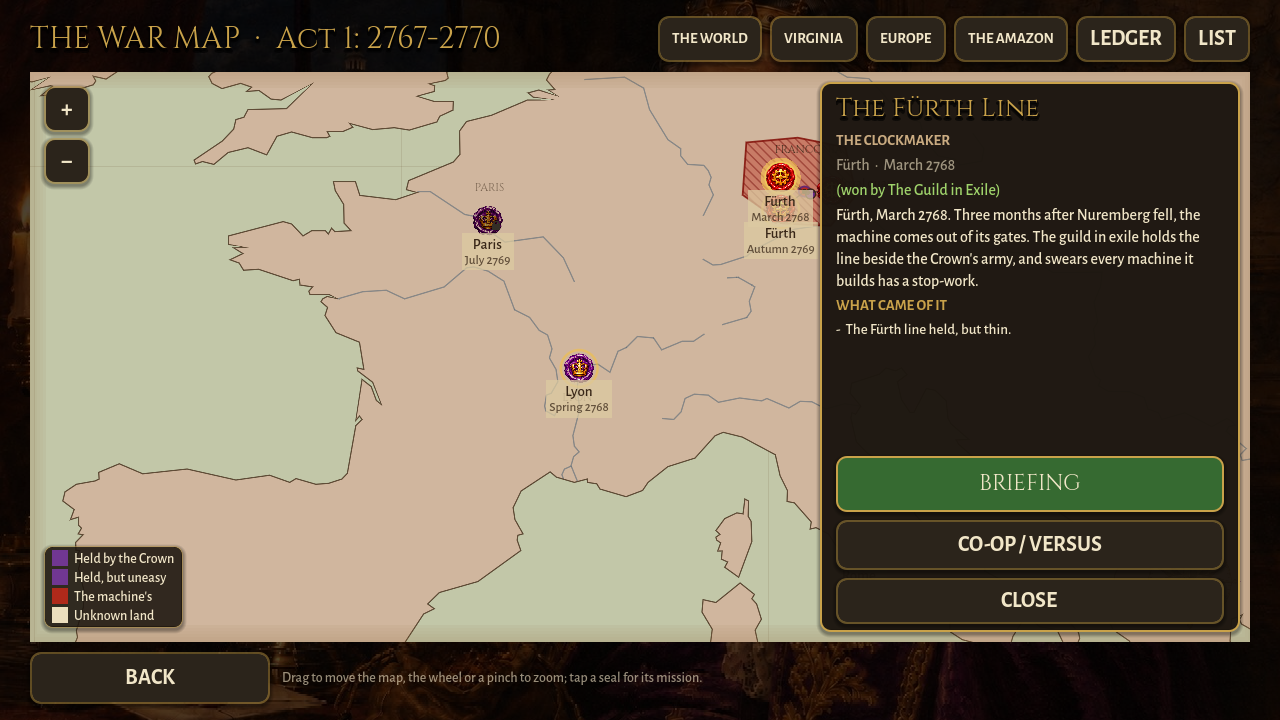 THE WAR MAP · ACT 1: 2767-2770
THE WORLD
VIRGINIA
EUROPE
THE AMAZON
LEDGER
LIST
+
−
PARIS
Paris
July 2769
Lyon
Spring 2768
Fürth
March 2768
Fürth
Autumn 2769
THE FÜRTH LINE
THE CLOCKMAKER
Fürth · March 2768
(won by The Guild in Exile)
Fürth, March 2768. Three months after Nuremberg fell, the
machine comes out of its gates. The guild in exile holds the
line beside the Crown's army, and swears every machine it
builds has a stop-work.
WHAT CAME OF IT
- The Fürth line held, but thin.
BRIEFING
CO-OP / VERSUS
CLOSE
Held by the Crown
Held, but uneasy
The machine's
Unknown land
BACK
Drag to move the map, the wheel or a pinch to zoom; tap a seal for its mission.